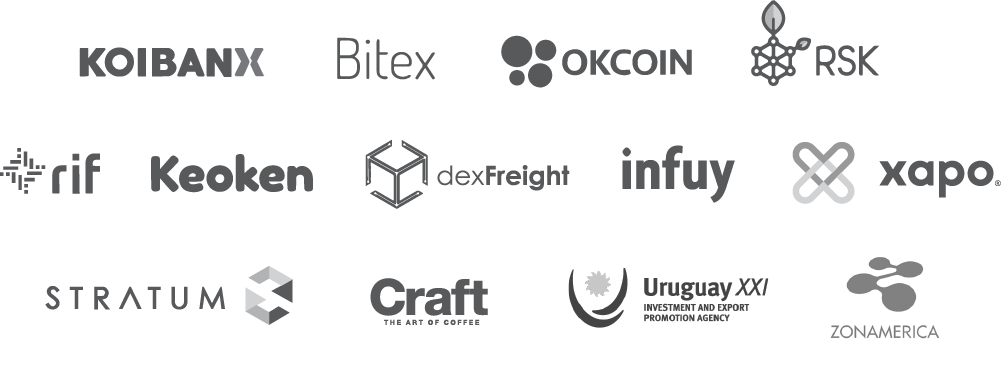 KOIBANX
Bitex
OKCOIN
RSK
rif
Keoken
dexFreight
infuy
xapo®
STRATUM
Craft
THE ART OF COFFEE
Uruguay XXI
INVESTMENT AND EXPORT
PROMOTION AGENCY
ZONAMERICA